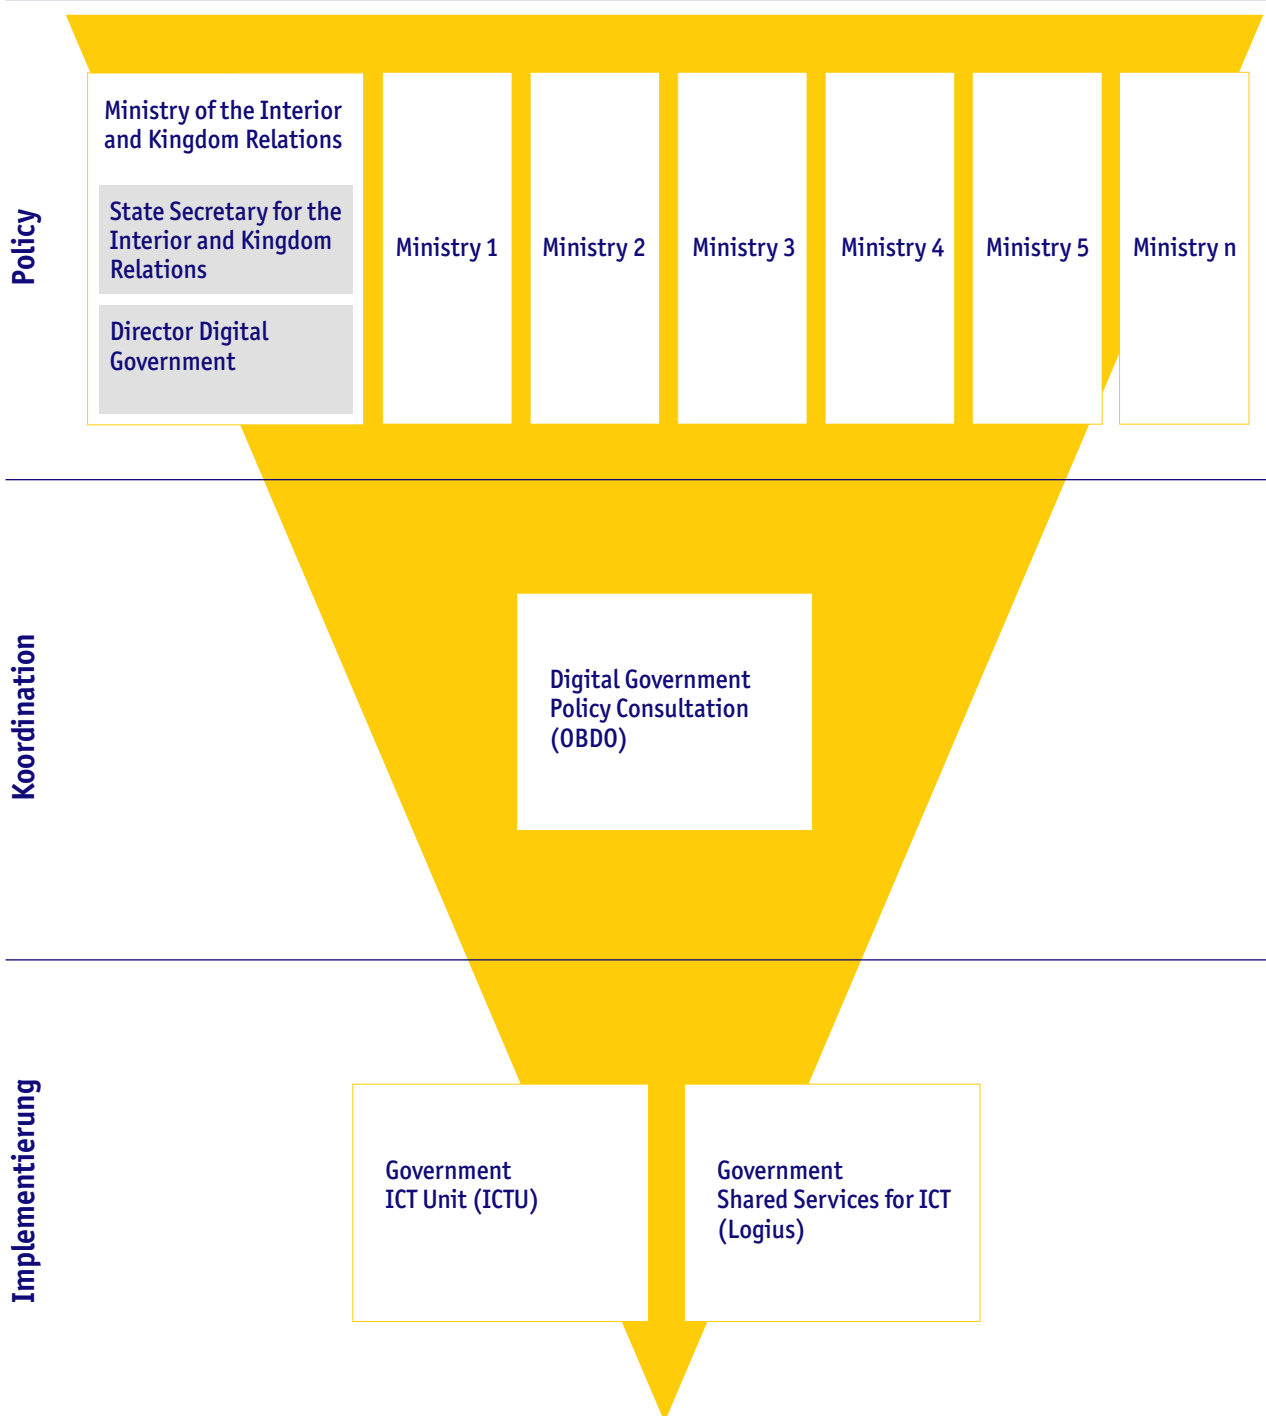 Policy
Ministry of the Interior
and Kingdom Relations
State Secretary for the
Interior and Kingdom
Relations
Director Digital
Government
Ministry 1
Ministry 2
Ministry 3
Ministry 4
Ministry 5
Ministry n
Koordination
Digital Government
Policy Consultation
(OBDO)
Implementierung
Government
ICT Unit (ICTU)
Government
Shared Services for ICT
(Logius)